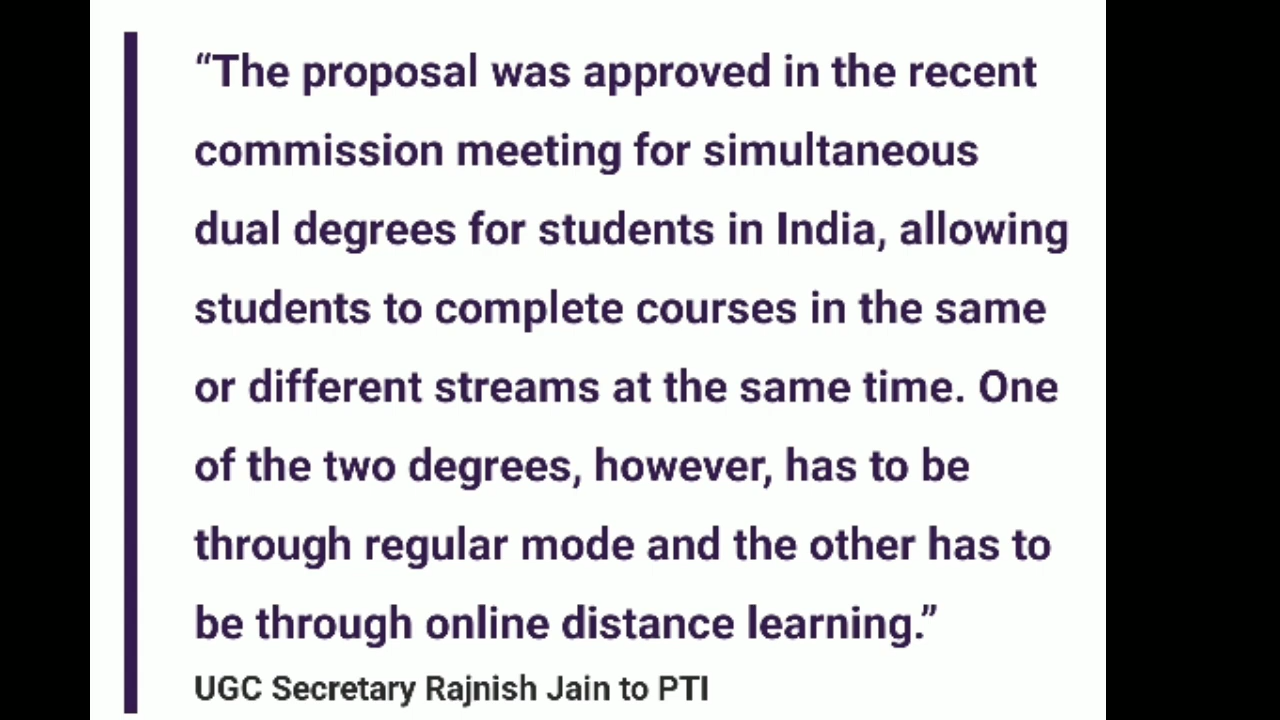 “The proposal was approved in the recent
commission meeting for simultaneous
dual degrees for students in India, allowing
students to complete courses in the same
or different streams at the same time. One
of the two degrees, however, has to be
through regular mode and the other has to
be through online distance learning.”
UGC Secretary Rajnish Jain to PTI